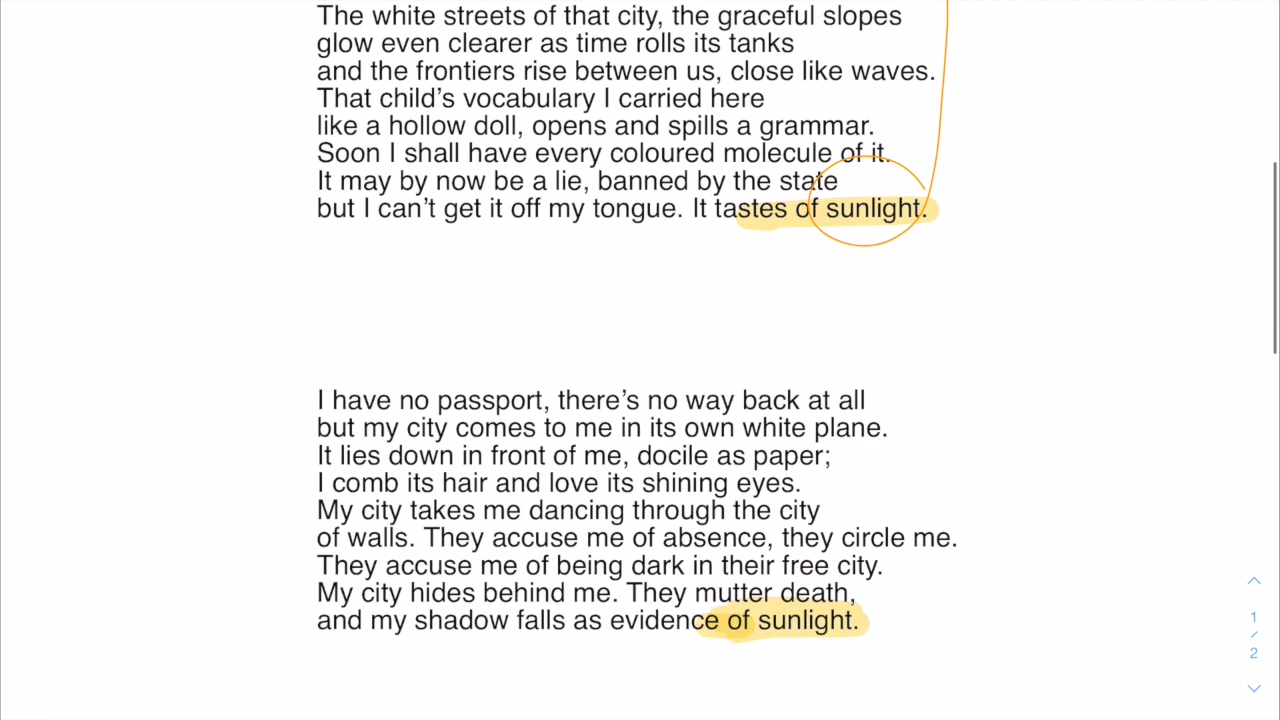 The white streets of that city, the graceful slopes
glow even clearer as time rolls its tanks
and the frontiers rise between us, close like waves.
That child’s vocabulary I carried here
like a hollow doll, opens and spills a grammar.
Soon I shall have every coloured molecule of it.
It may by now be a lie, banned by the state
but I can’t get it off my tongue. It tastes of sunlight.
I have no passport, there’s no way back at all
but my city comes to me in its own white plane.
It lies down in front of me, docile as paper;
I comb its hair and love its shining eyes.
My city takes me dancing through the city
of walls. They accuse me of absence, they circle me.
They accuse me of being dark in their free city.
My city hides behind me. They mutter death,
and my shadow falls as evidence of sunlight.
1
/
2